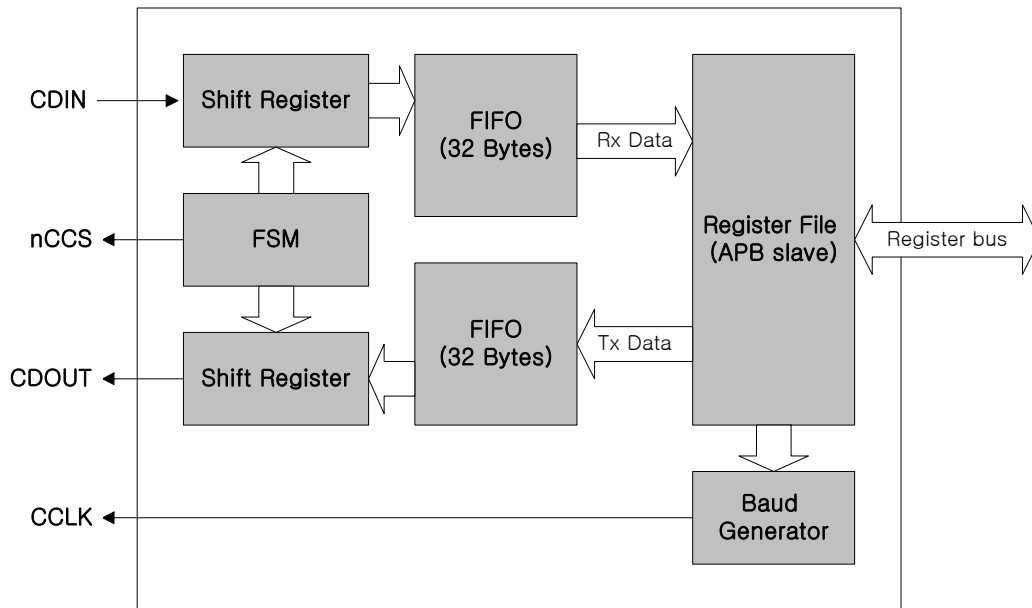 CDIN
Shift Register
FIFO
(32 Bytes)
Rx Data
nCCS
FSM
Register File
(APB slave)
Register bus
CDOUT
Shift Register
FIFO
(32 Bytes)
Tx Data
CCLK
Baud
Generator